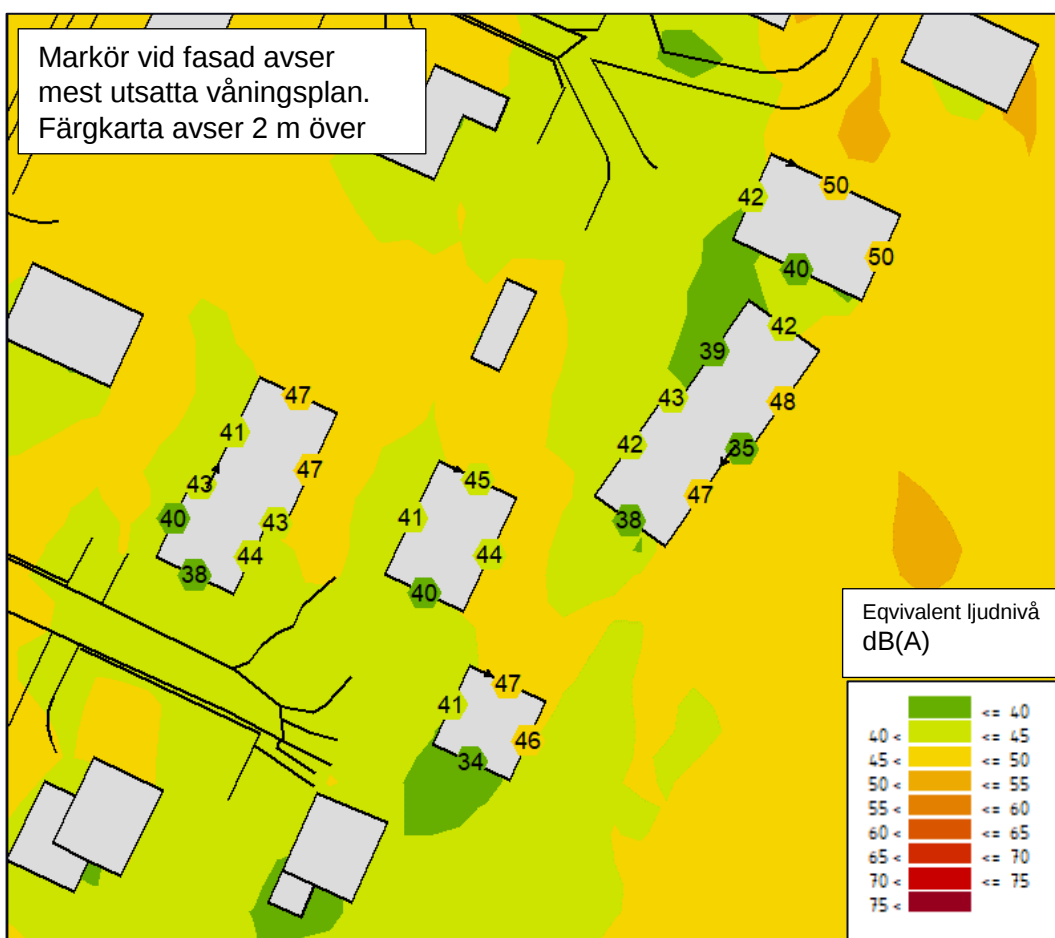 Markör vid fasad avser
mest utsatta våningsplan.
Färgkarta avser 2 m över
50
42
50
40
42
39
47
48
43
41
42
35
45
47
43
47
41
43
40
38
44
44
38
40
Eqvivalent ljudnivå
dB(A)
47
41
46
34
<= 40
40 < <= 45
45 < <= 50
50 < <= 55
55 < <= 60
60 < <= 65
65 < <= 70
70 < <= 75
75 <